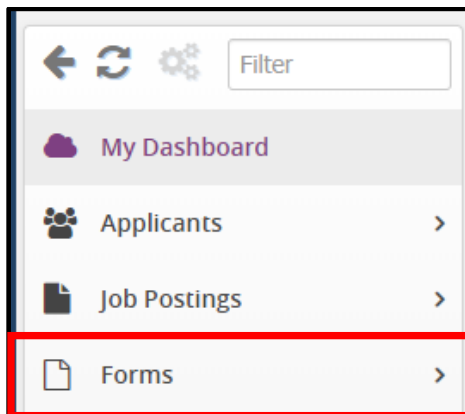 Filter
My Dashboard
Applicants
Job Postings
Forms